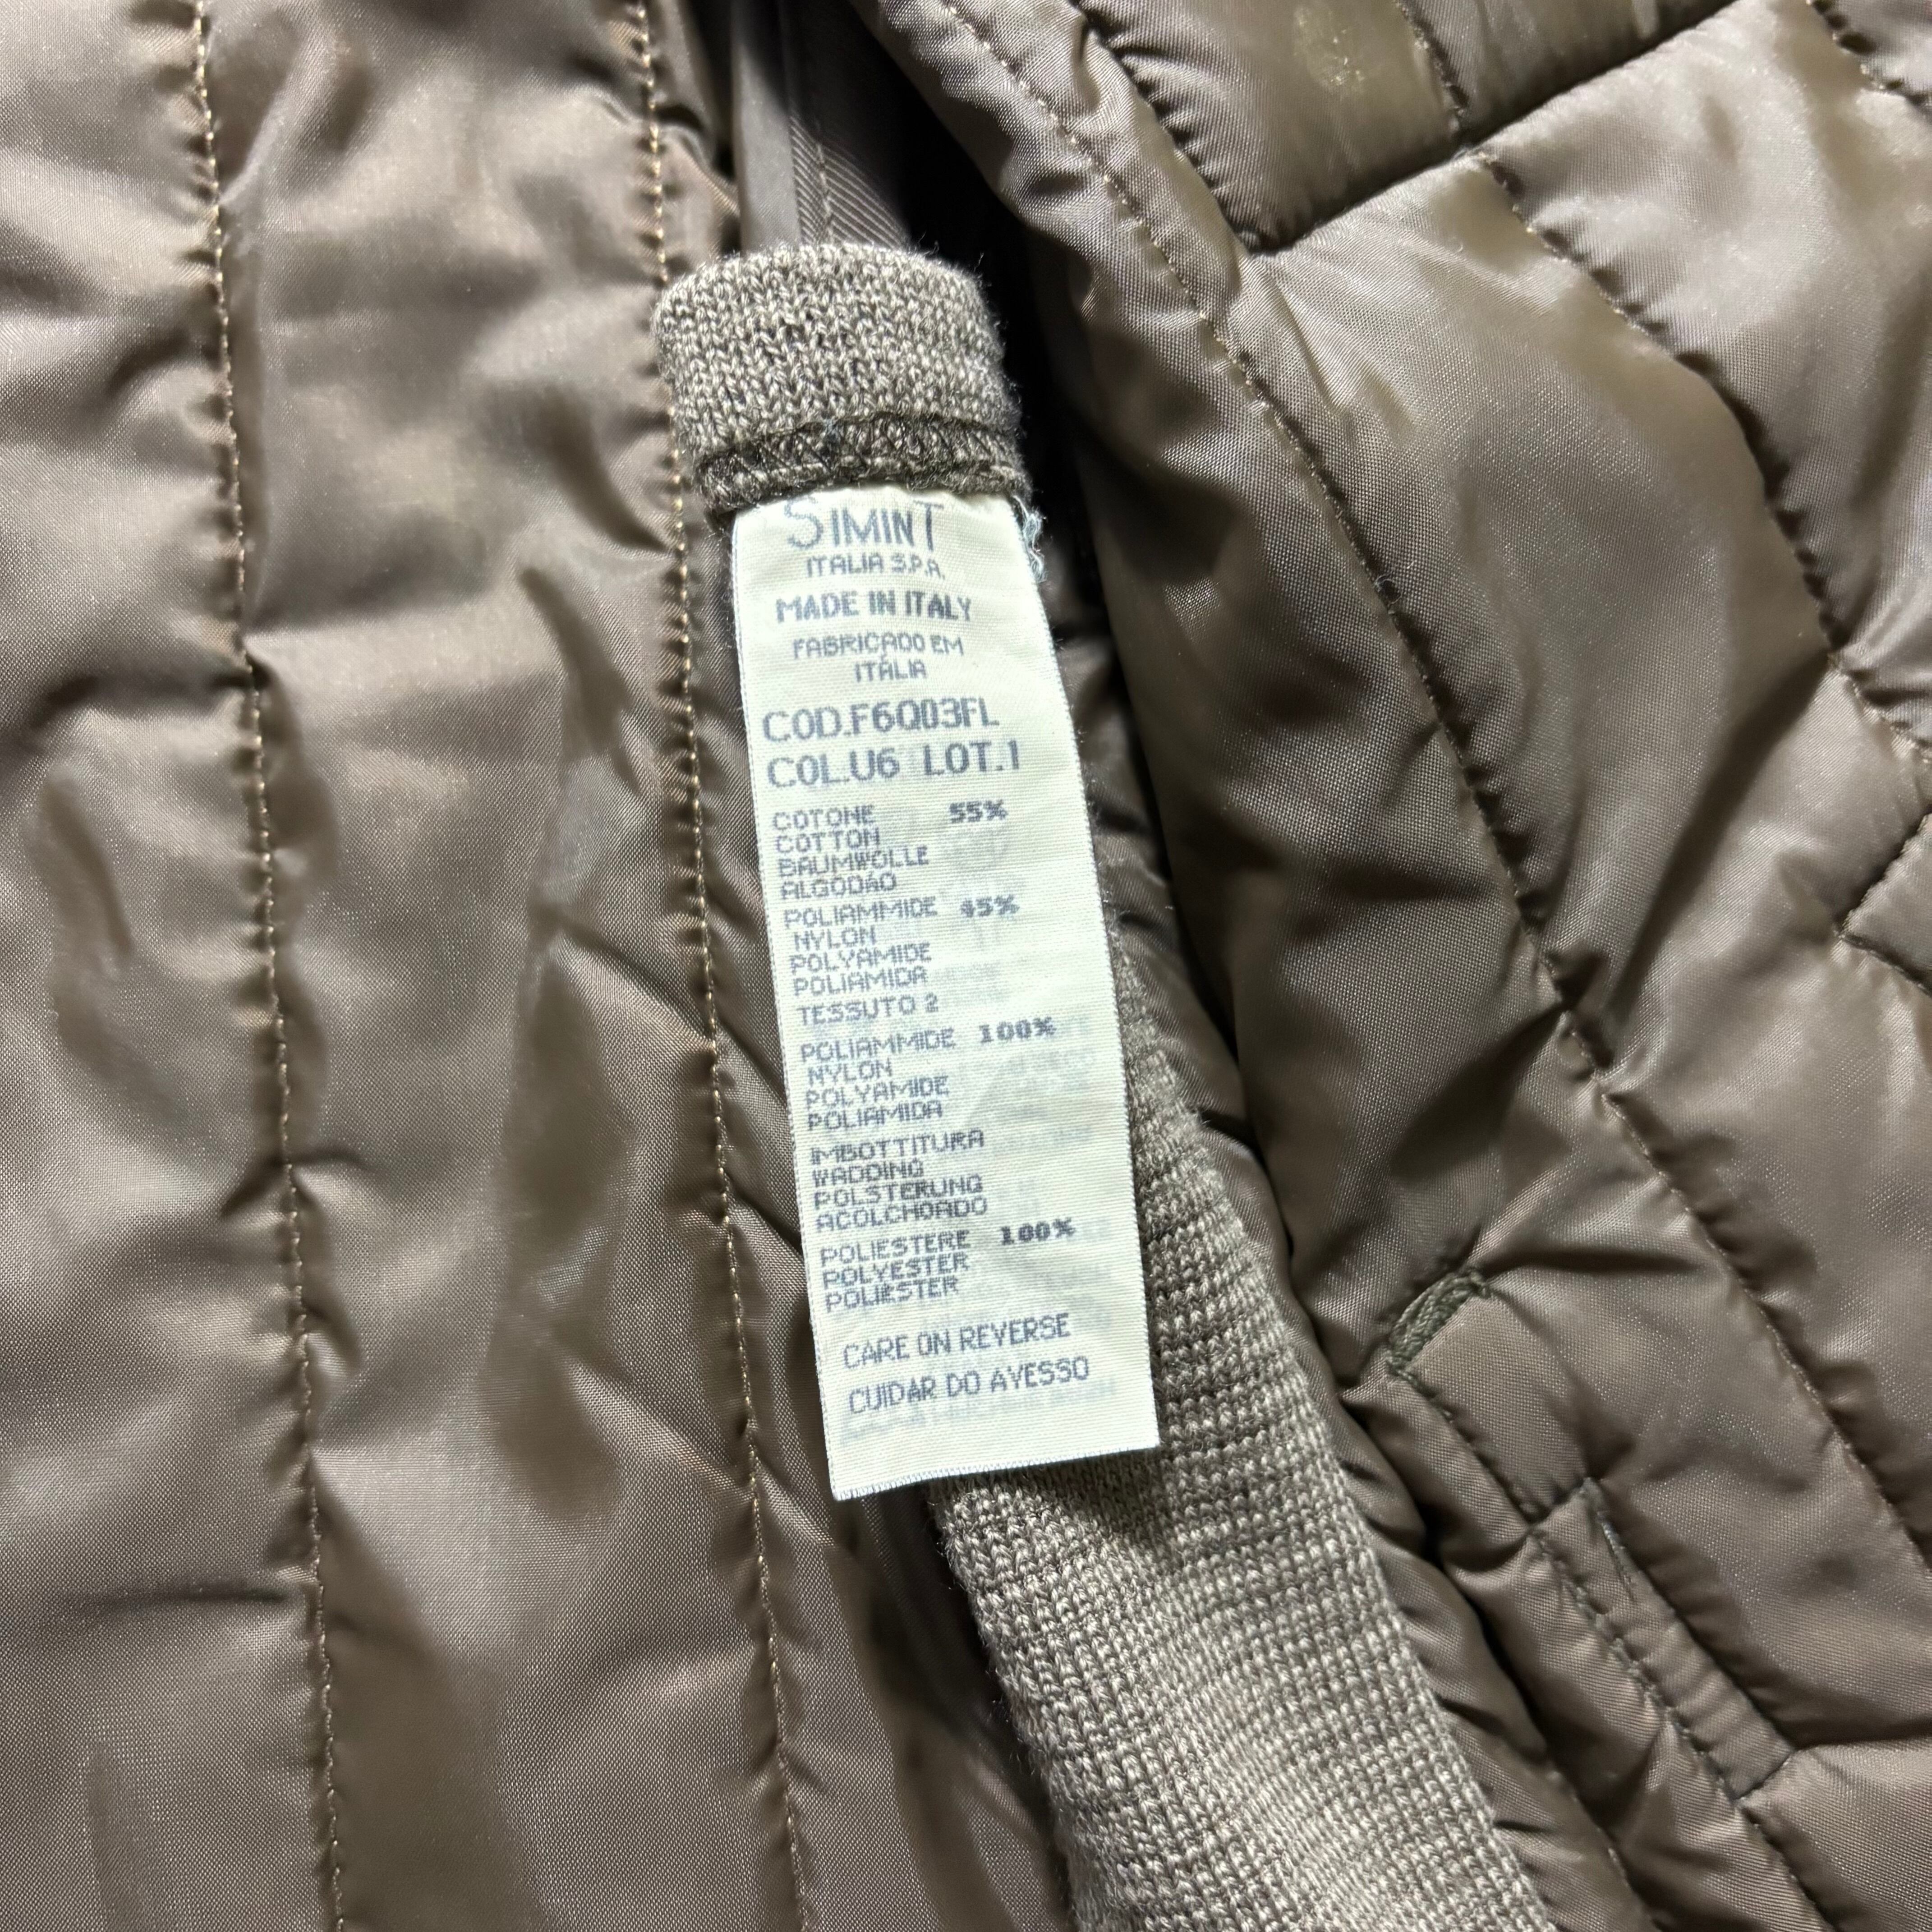 SIMINT
ITALIA S.P.A.
MADE IN ITALY
FABRICADO EM
ITÁLIA
COD.F6Q03FL
COL.U6 LOT.1
COTONE 55%
COTTON
BAUMWOLLE
ALGODÃO
POLIAMMIDE 45%
NYLON
POLYAMIDE
POLIAMIDA
TESSUTO 2
POLIAMMIDE 100%
NYLON
POLYAMIDE
POLIAMIDA
IMBOTTITURA
WADDING
POLSTERUNG
ACOLCHOADO
POLIESTERE 100%
POLYESTER
POLIÉSTER
CARE ON REVERSE
CUIDAR DO AVESSO